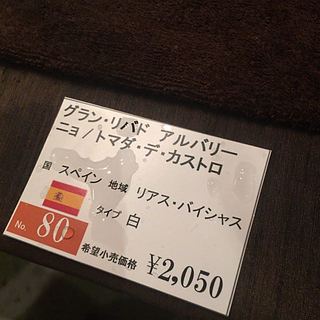 グラン・リバド アルバリー
ニョ / トマダ・デ・カストロ
国 スペイン 地域 リアス・バイシャス
タイプ 白
No. 80
希望小売価格 ¥2,050